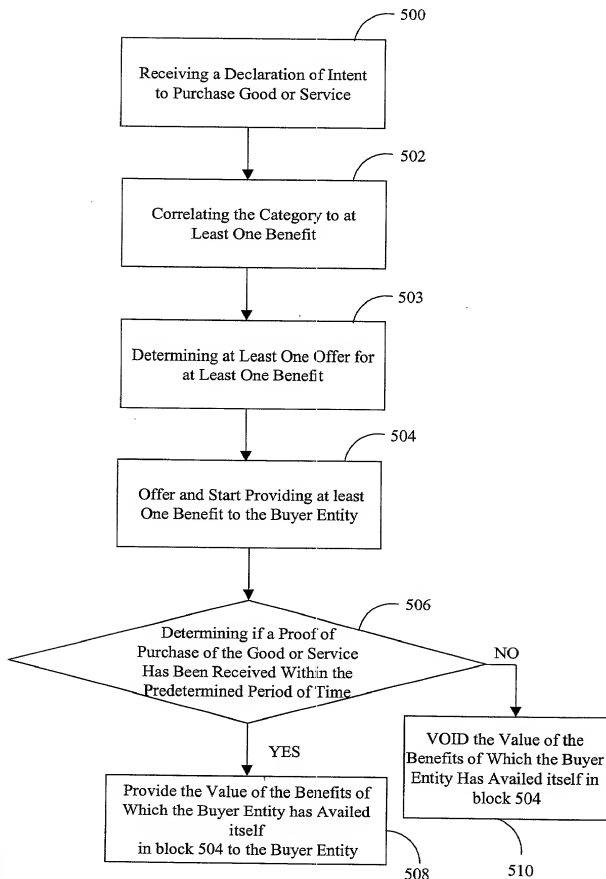 500
Receiving a Declaration of Intent
to Purchase Good or Service
502
Correlating the Category to at
Least One Benefit
503
Determining at Least One Offer for
at Least One Benefit
504
Offer and Start Providing at least
One Benefit to the Buyer Entity
506
Determining if a Proof of
Purchase of the Good or Service
Has Been Received Within the
Predetermined Period of Time
NO
YES
VOID the Value of the
Benefits of Which the Buyer
Entity Has Availed itself in
block 504
510
Provide the Value of the Benefits of
Which the Buyer Entity has Availed
itself
in block 504 to the Buyer Entity
508